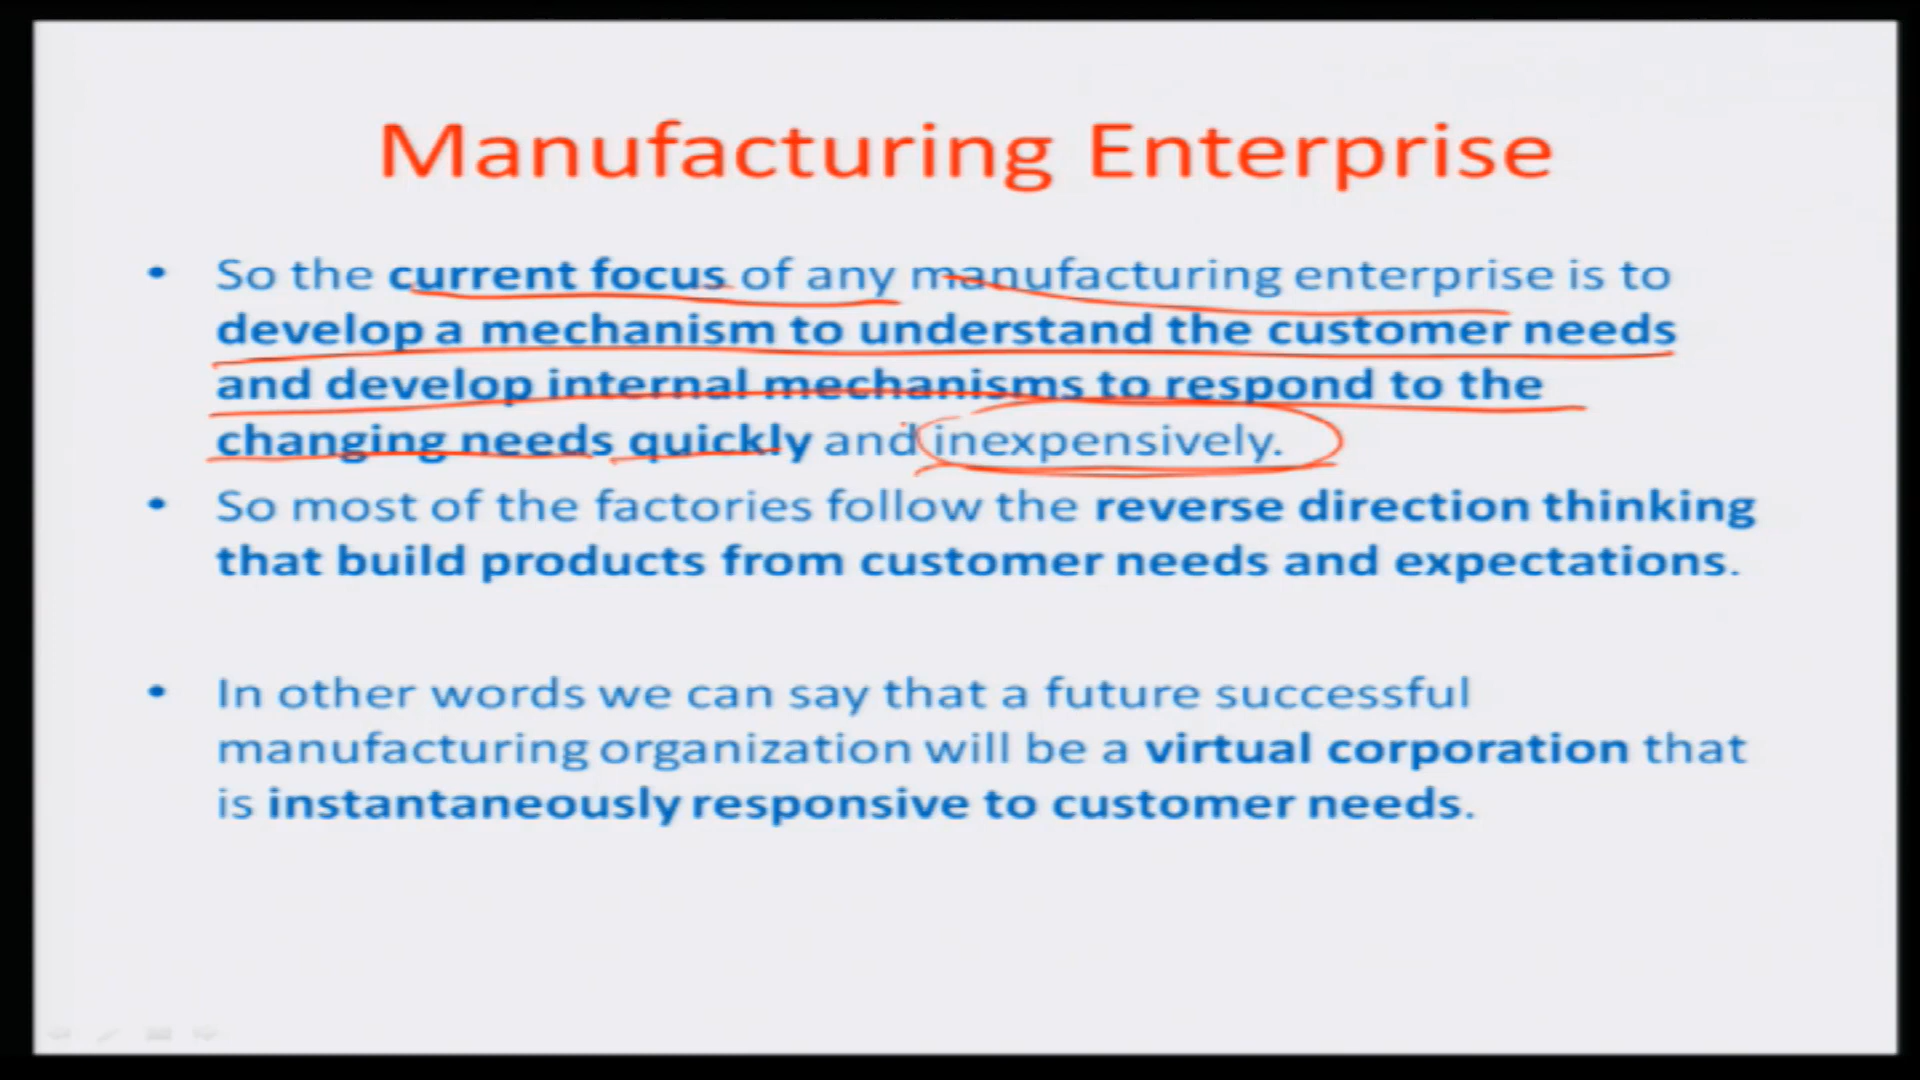 Manufacturing Enterprise
• So the current focus of any manufacturing enterprise is to
develop a mechanism to understand the customer needs
and develop internal mechanisms to respond to the
changing needs quickly and inexpensively.
• So most of the factories follow the reverse direction thinking
that build products from customer needs and expectations.
• In other words we can say that a future successful
manufacturing organization will be a virtual corporation that
is instantaneously responsive to customer needs.